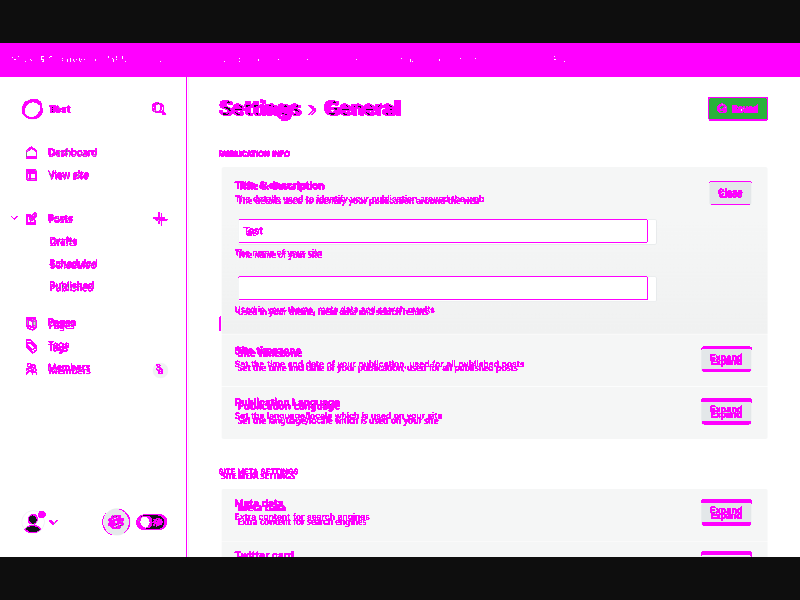 Test
Settings › General
Dashboard
PUBLICATION INFO
View site
Title & description
Close
The details used to identify your publication around the web
Posts
Test
Drafts
The name of your site
Scheduled
Published
Used in your theme, meta data and search results
Pages
Tags
Site timezone
Set the time and date of your publication, used for all published posts
Expand
Members
Publication Language
Set the language/locale which is used on your site
Expand
SITE META SETTINGS
Meta data
Extra content for search engines
Expand
Twitter card